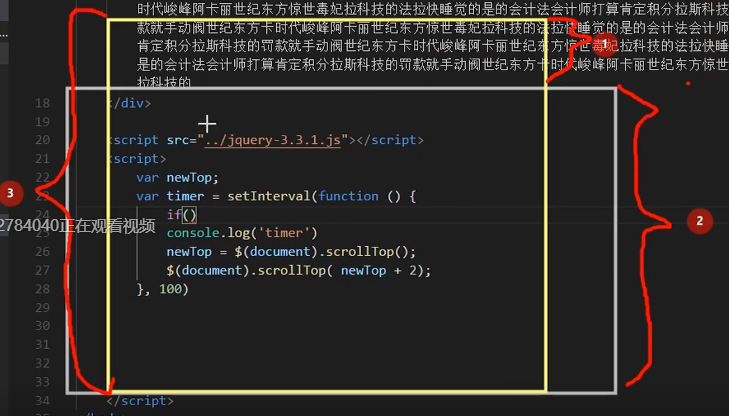 时代峻峰阿卡丽世纪东方惊世毒妃拉科技的法拉快睡觉的是的会计法会计师打算肯定积分拉斯科技
款就手动阀世纪东方卡时代峻峰阿卡丽世纪东方惊世毒妃拉科技的法拉快睡觉的是的会计法会计师打算
肯定积分拉斯科技的罚款就手动阀世纪东方卡时代峻峰阿卡丽世纪东方惊世毒妃拉科技的法拉快睡
是的会计法会计师打算肯定积分拉斯科技的罚款就手动阀世纪东方卡时代峻峰阿卡丽世纪东方惊世
拉科技的
1
18 </div>
19
20 <script src="../jquery-3.3.1.js"></script>
21 <script>
22 var newTop;
23 var timer = setInterval(function () {
3
24 if()
2784040正在观看视频
2
25 console.log('timer')
26 newTop = $(document).scrollTop();
27 $(document).scrollTop( newTop + 2);
28 }, 100)
29
30
31
32
33
34 </script>